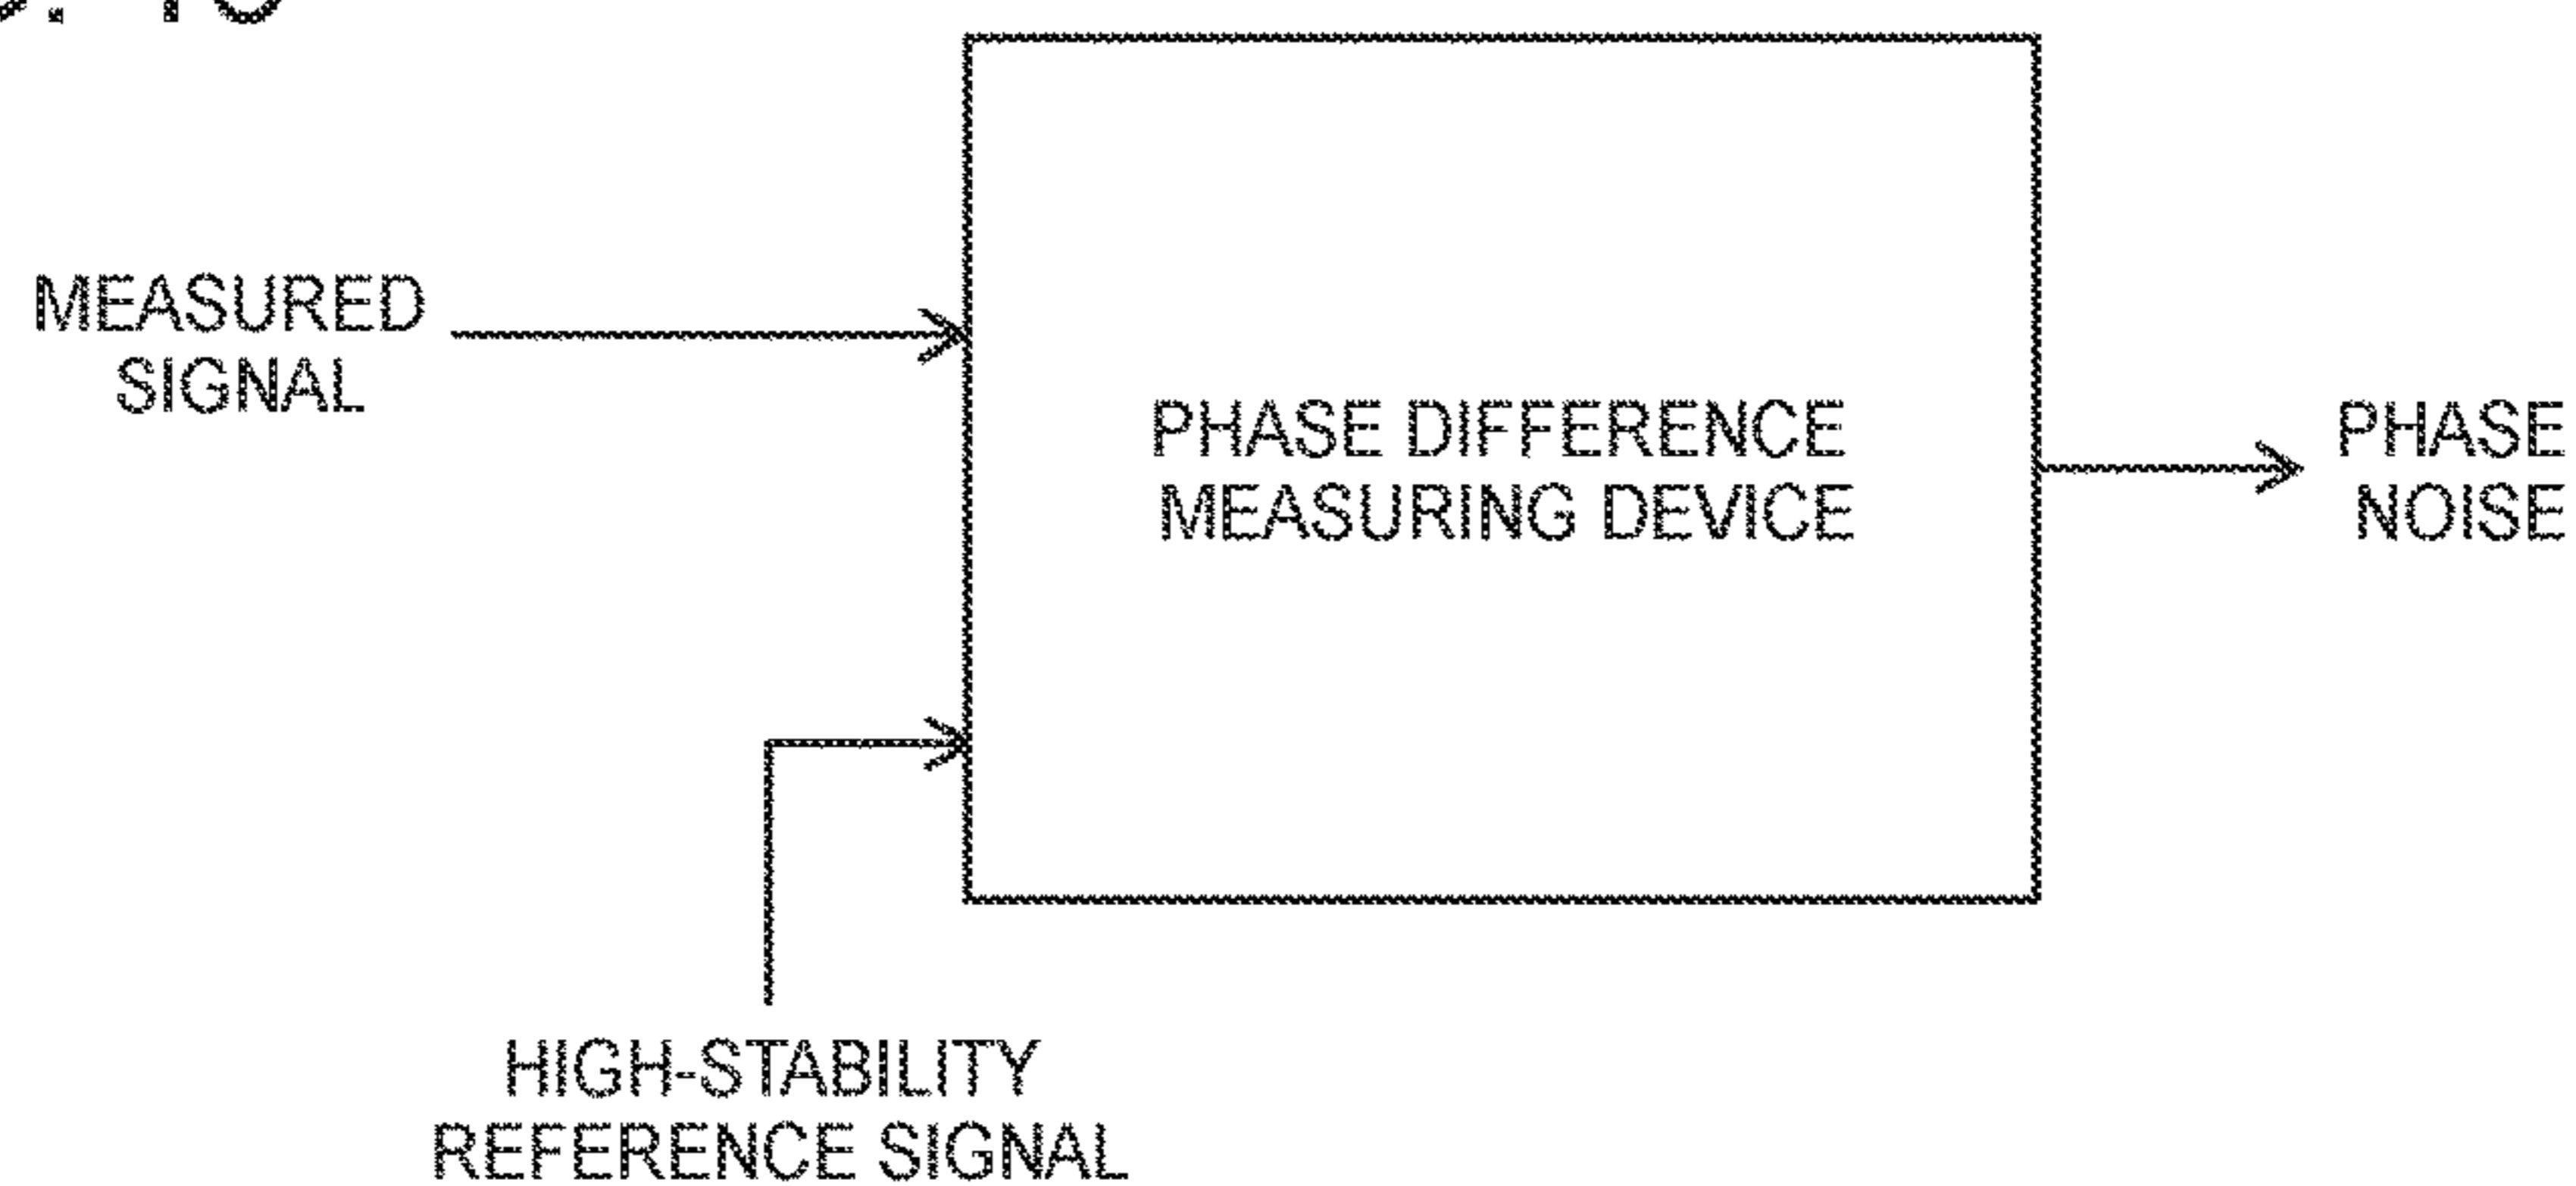 MEASURED
SIGNAL
PHASE DIFFERENCE
MEASURING DEVICE
PHASE
NOISE
HIGH-STABILITY
REFERENCE SIGNAL